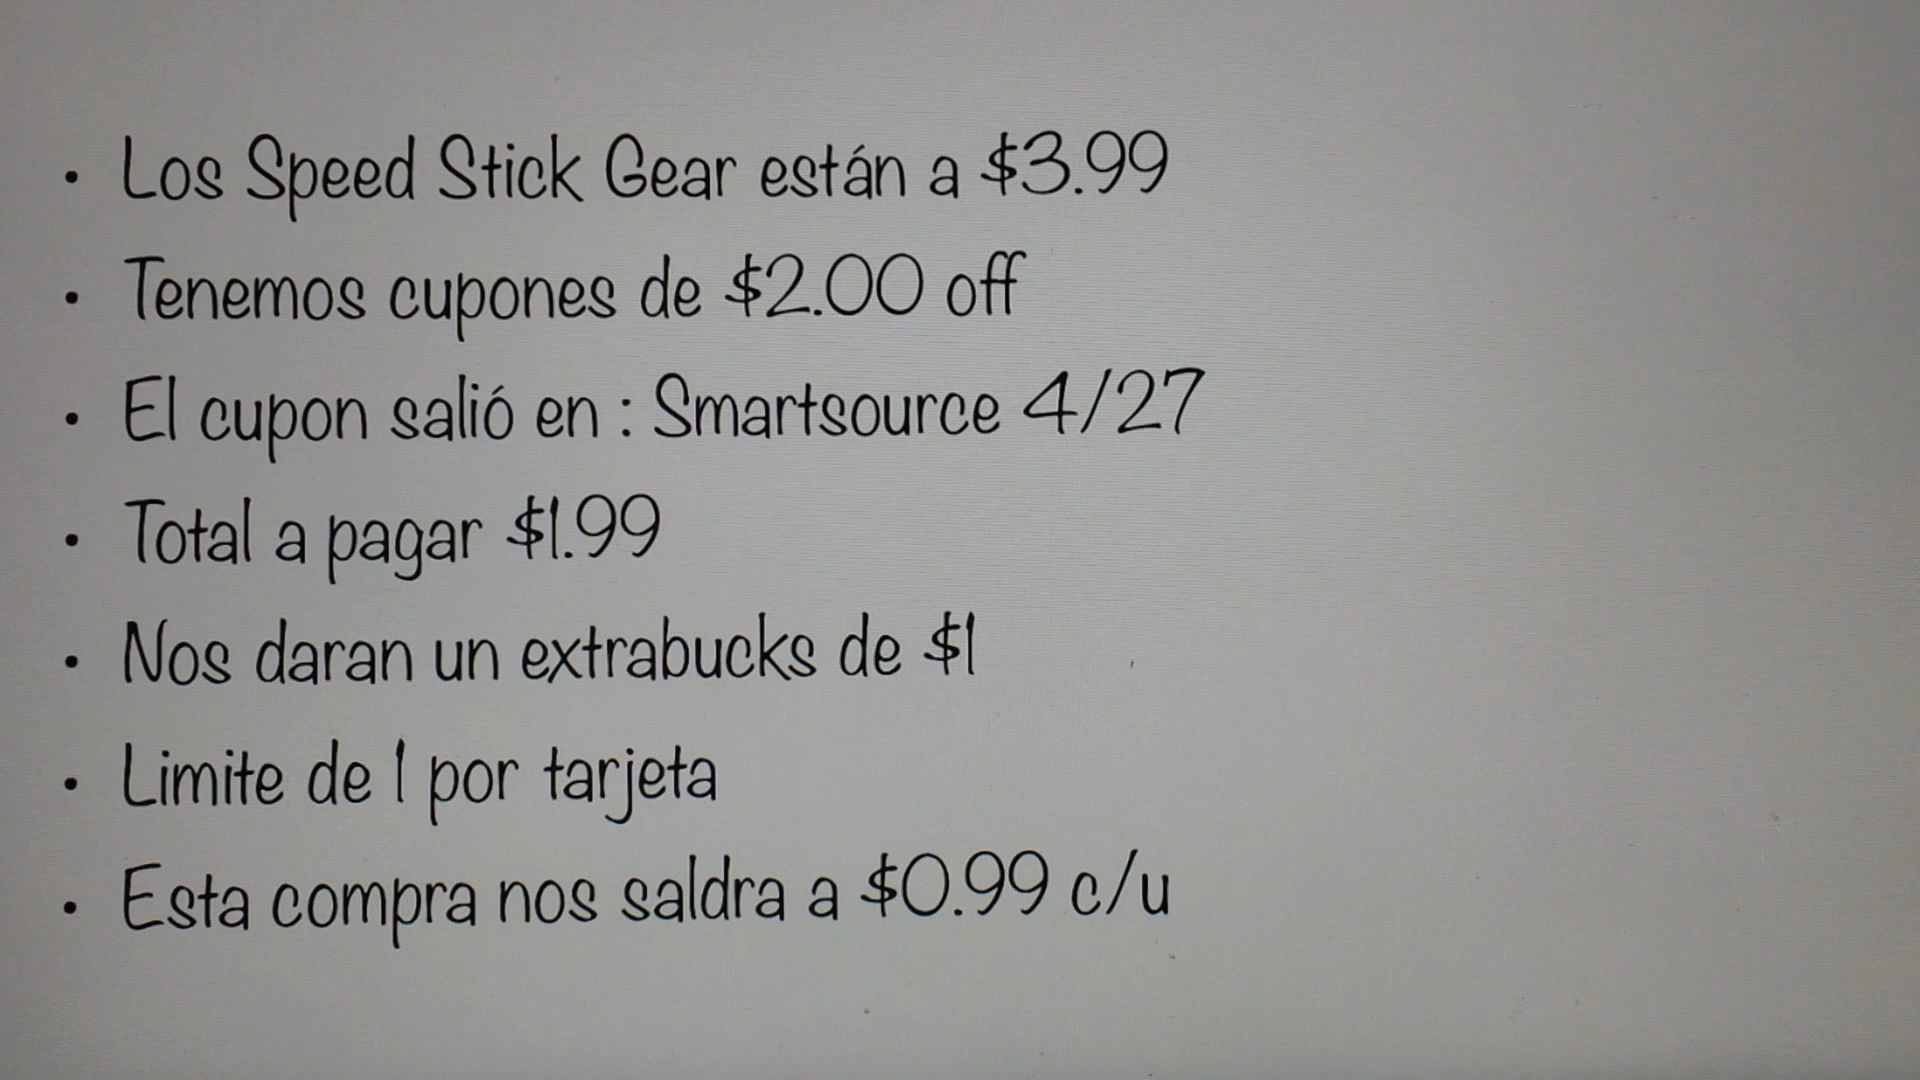 • Los Speed Stick Gear están a $3.99
• Tenemos cupones de $2.00 off
• El cupon salió en : Smartsource 4/27
• Total a pagar $1.99
• Nos daran un extrabucks de $1
• Limite de 1 por tarjeta
• Esta compra nos saldra a $0.99 c/u